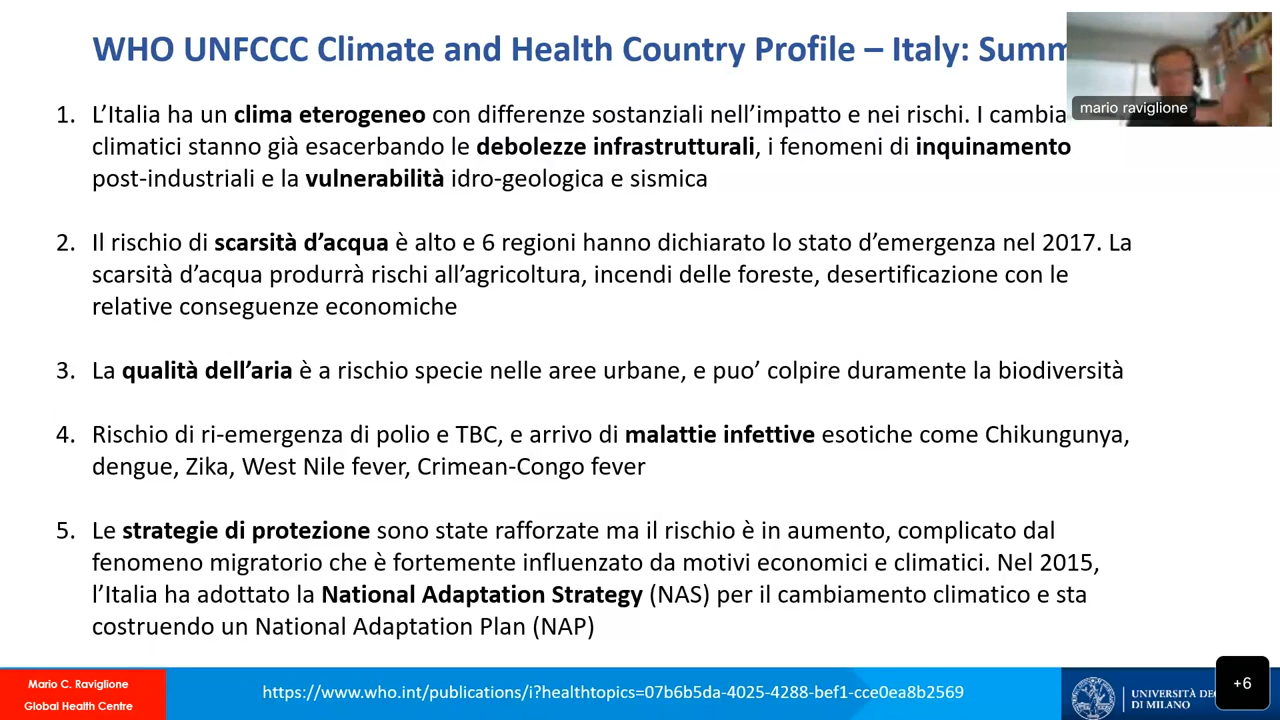 WHO UNFCCC Climate and Health Country Profile – Italy: Summ
mario raviglione
1. L’Italia ha un clima eterogeneo con differenze sostanziali nell’impatto e nei rischi. I cambia
climatici stanno già esacerbando le debolezze infrastrutturali, i fenomeni di inquinamento
post-industriali e la vulnerabilità idro-geologica e sismica
2. Il rischio di scarsità d’acqua è alto e 6 regioni hanno dichiarato lo stato d’emergenza nel 2017. La
scarsità d’acqua produrrà rischi all’agricoltura, incendi delle foreste, desertificazione con le
relative conseguenze economiche
3. La qualità dell’aria è a rischio specie nelle aree urbane, e puo’ colpire duramente la biodiversità
4. Rischio di ri-emergenza di polio e TBC, e arrivo di malattie infettive esotiche come Chikungunya,
dengue, Zika, West Nile fever, Crimean-Congo fever
5. Le strategie di protezione sono state rafforzate ma il rischio è in aumento, complicato dal
fenomeno migratorio che è fortemente influenzato da motivi economici e climatici. Nel 2015,
l’Italia ha adottato la National Adaptation Strategy (NAS) per il cambiamento climatico e sta
costruendo un National Adaptation Plan (NAP)
Mario C. Raviglione
Global Health Centre
https://www.who.int/publications/i?healthtopics=07b6b5da-4025-4288-bef1-cce0ea8b2569
UNIVERSITÀ DE
DI MILANO
+6